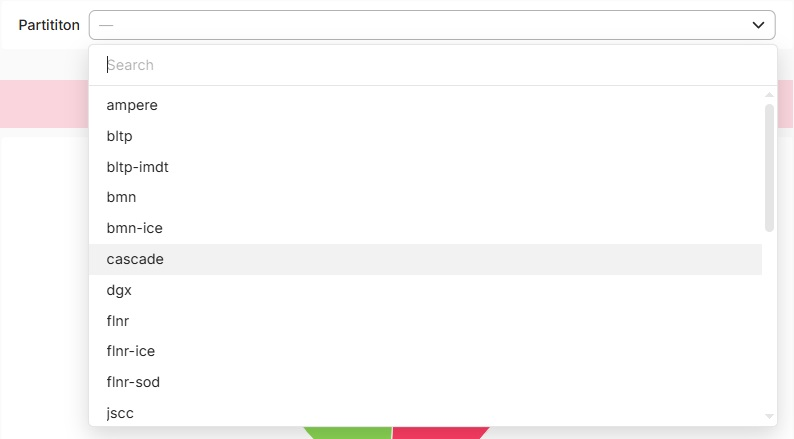 Partititon —
Search
ampere
bltp
bltp-imdt
bmn
bmn-ice
cascade
dgx
flnr
flnr-ice
flnr-sod
jscc